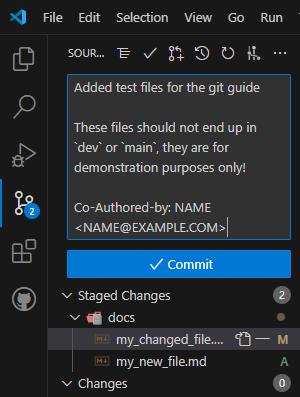 File Edit Selection View Go Run
SOUR...
Added test files for the git guide
These files should not end up in
`dev` or `main`, they are for
demonstration purposes only!
Co-Authored-by: NAME
<NAME@EXAMPLE.COM>
Commit
Staged Changes 2
docs
my_changed_file.... M
my_new_file.md A
Changes 0
2